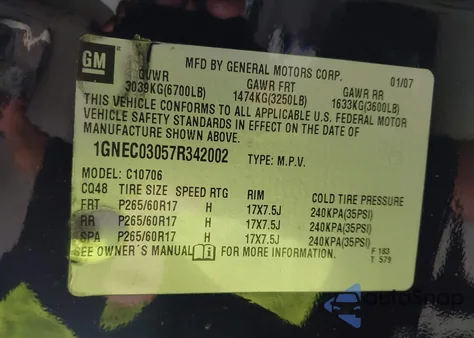 GM
MFD BY GENERAL MOTORS CORP. 01/07
GVWR GAWR FRT GAWR RR
3039KG(6700LB) 1474KG(3250LB) 1633KG(3600LB)
THIS VEHICLE CONFORMS TO ALL APPLICABLE U.S. FEDERAL MOTOR
VEHICLE SAFETY STANDARDS IN EFFECT ON THE DATE OF
MANUFACTURE SHOWN ABOVE.
1GNEC03057R342002 TYPE: M.P.V.
MODEL: C10706
CQ48 TIRE SIZE SPEED RTG RIM COLD TIRE PRESSURE
FRT P265/60R17 H 17X7.5J 240KPA(35PSI)
RR P265/60R17 H 17X7.5J 240KPA(35PSI)
SPA P265/60R17 H 17X7.5J 240KPA(35PSI)
SEE OWNER'S MANUAL FOR MORE INFORMATION.
F 183
T 579
autoSnap